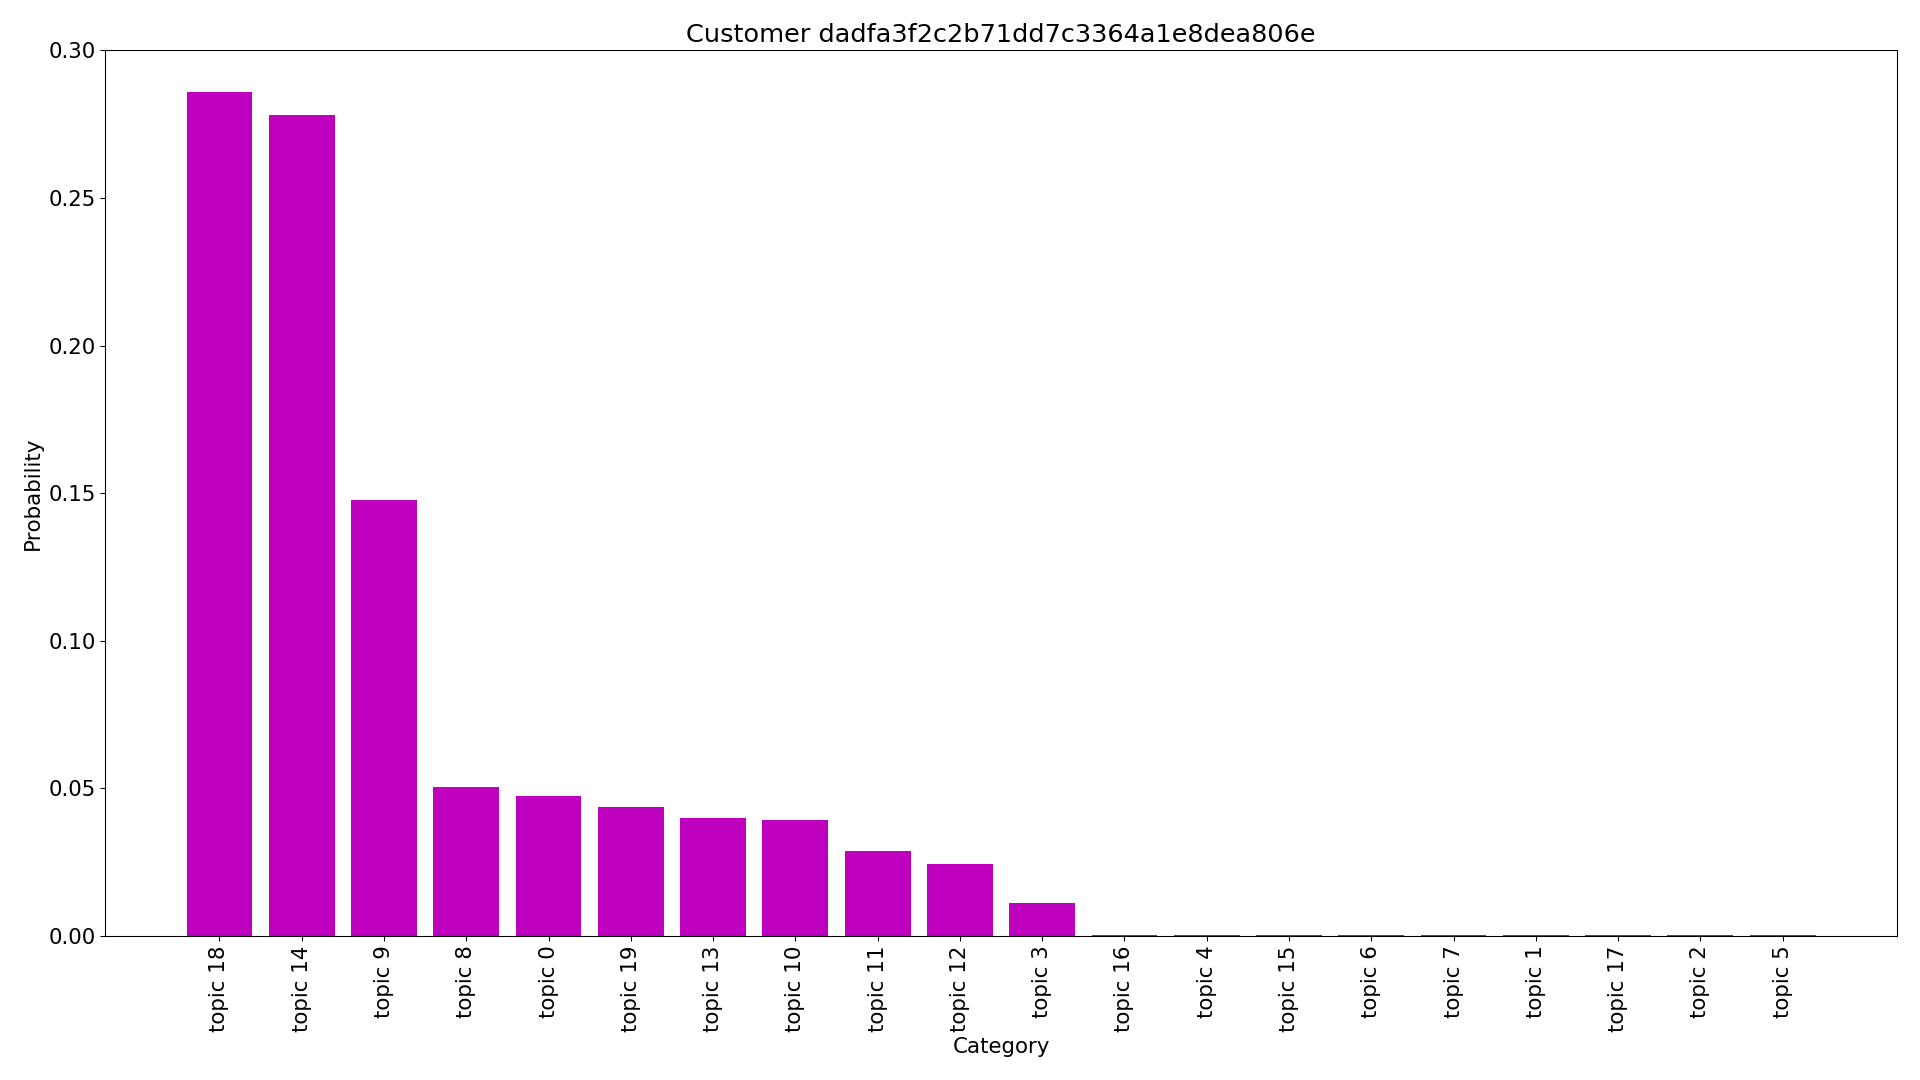 Customer dadfa3f2c2b71dd7c3364a1e8dea806e
0.30
0.25
0.20
0.15
0.10
0.05
0.00
Probability
topic 18
topic 14
topic 9
topic 8
topic 0
topic 19
topic 13
topic 10
topic 11
topic 12
topic 3
topic 16
topic 4
topic 15
topic 6
topic 7
topic 1
topic 17
topic 2
topic 5
Category